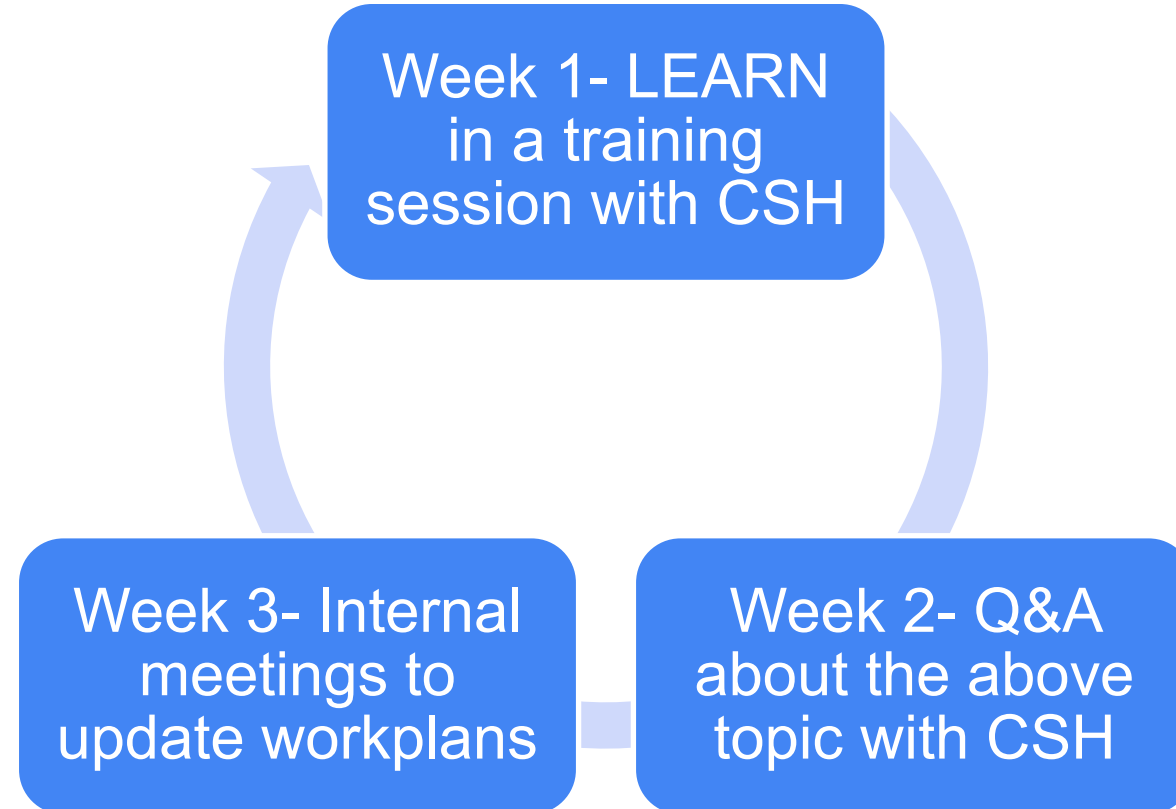 Week 1- LEARN
in a training
session with CSH
Week 2- Q&A
about the above
topic with CSH
Week 3- Internal
meetings to
update workplans